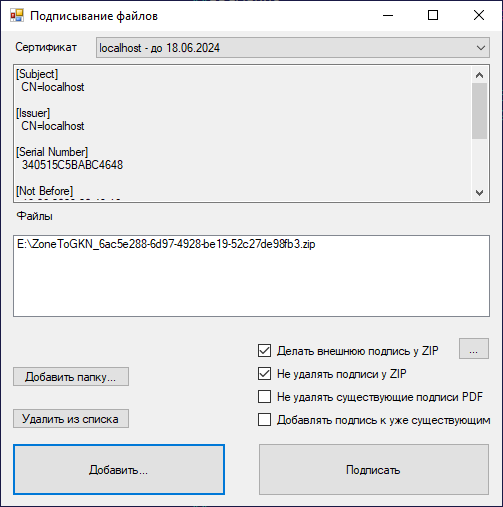 Подписывание файлов
Сертификат
localhost - до 18.06.2024
[Subject]
CN=localhost
[Issuer]
CN=localhost
[Serial Number]
340515C5BABC4648
[Not Before]
Файлы
E:\ZoneToGKN_6ac5e288-6d97-4928-be19-52c27de98fb3.zip
Делать внешнюю подпись у ZIP
...
Добавить папку...
Не удалять подписи у ZIP
Не удалять существующие подписи PDF
Удалить из списка
Добавлять подпись к уже существующим
Добавить...
Подписать